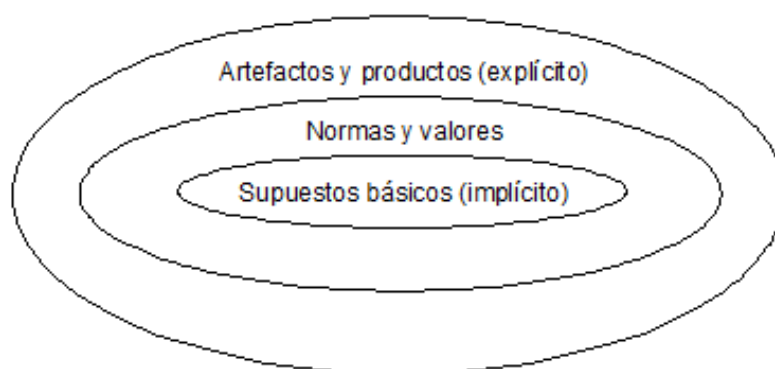 Artefactos y productos (explícito)
Normas y valores
Supuestos básicos (implícito)